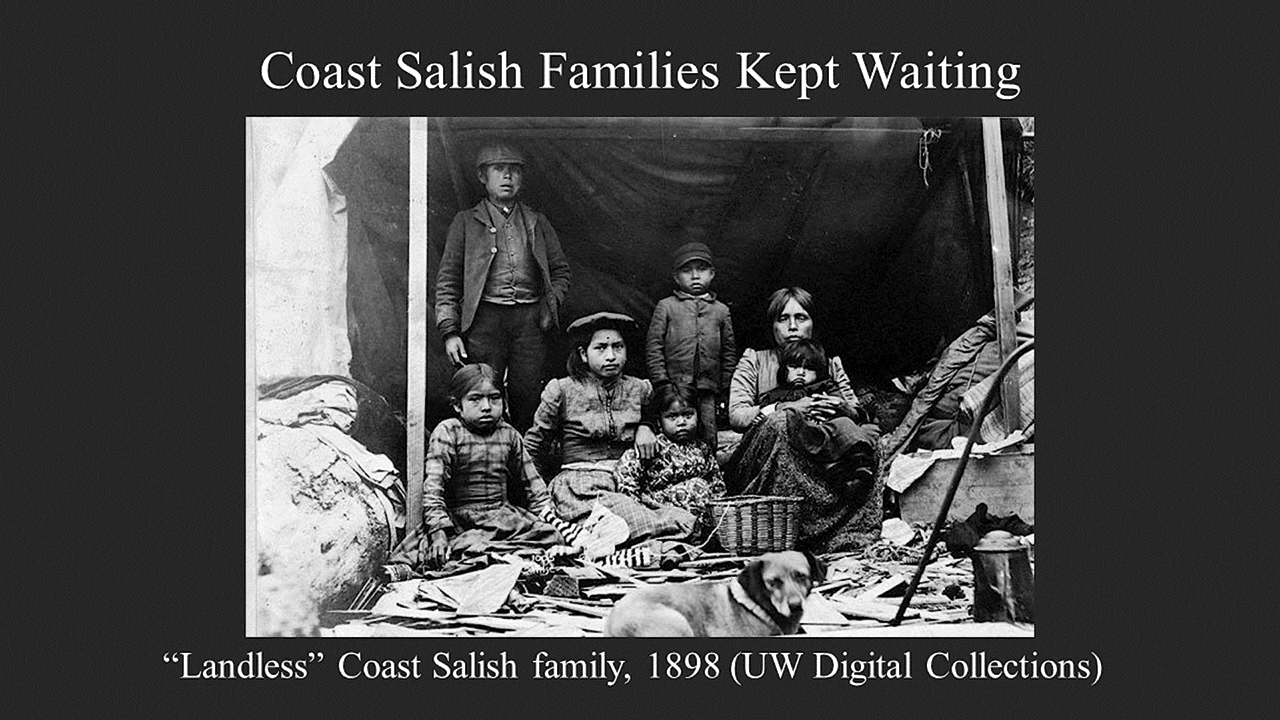 Coast Salish Families Kept Waiting
“Landless” Coast Salish family, 1898 (UW Digital Collections)